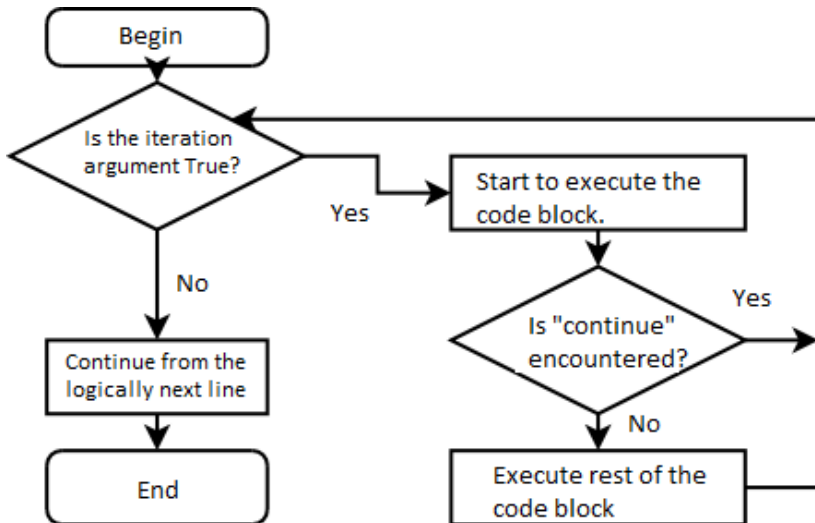 Begin
Is the iteration
argument True?
Yes
Start to execute the
code block.
No
Is "continue"
encountered?
Yes
Continue from the
logically next line
No
End
Execute rest of the
code block